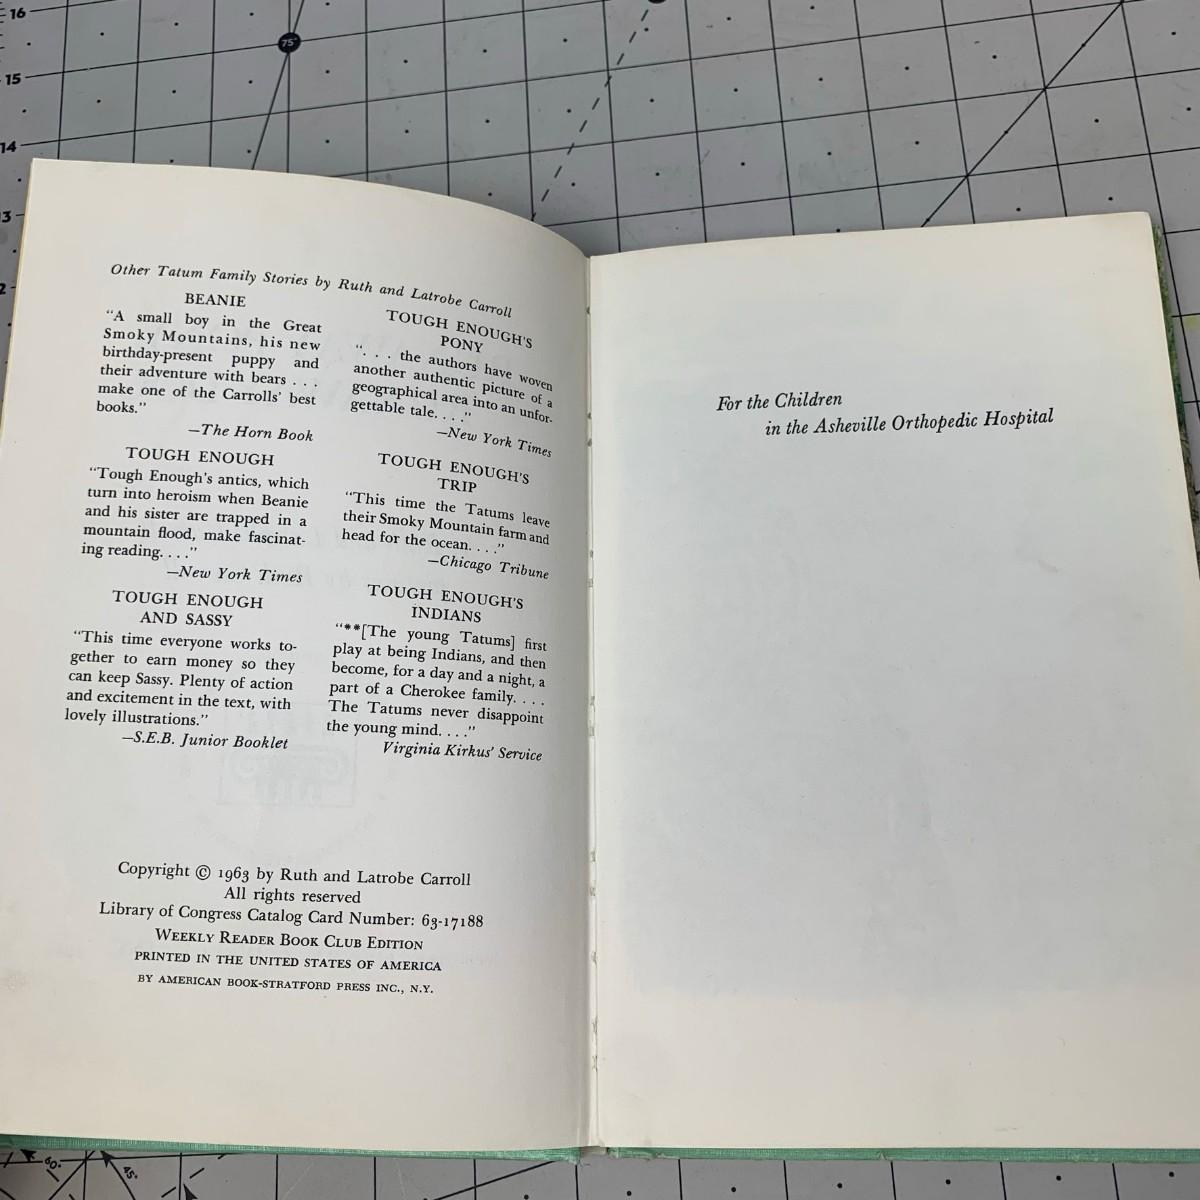 16
75°
15
14
13
2
Other Tatum Family Stories by Ruth and Latrobe Carroll
BEANIE
"A small boy in the Great
Smoky Mountains, his new
birthday-present puppy and
their adventure with bears . . .
make one of the Carrolls' best
books."
—The Horn Book
TOUGH ENOUGH
"Tough Enough's antics, which
turn into heroism when Beanie
and his sister are trapped in a
mountain flood, make fascinat-
ing reading. . . ."
—New York Times
TOUGH ENOUGH
AND SASSY
"This time everyone works to-
gether to earn money so they
can keep Sassy. Plenty of action
and excitement in the text, with
lovely illustrations."
—S.E.B. Junior Booklet
TOUGH ENOUGH'S
PONY
". . . the authors have woven
another authentic picture of a
geographical area into an unfor-
gettable tale. . . ."
—New York Times
TOUGH ENOUGH'S
TRIP
"This time the Tatums leave
their Smoky Mountain farm and
head for the ocean. . . ."
—Chicago Tribune
TOUGH ENOUGH'S
INDIANS
"**[The young Tatums] first
play at being Indians, and then
become, for a day and a night, a
part of a Cherokee family. . . .
The Tatums never disappoint
the young mind. . . ."
Virginia Kirkus' Service
Copyright © 1963 by Ruth and Latrobe Carroll
All rights reserved
Library of Congress Catalog Card Number: 63-17188
WEEKLY READER BOOK CLUB EDITION
PRINTED IN THE UNITED STATES OF AMERICA
BY AMERICAN BOOK-STRATFORD PRESS INC., N.Y.
For the Children
in the Asheville Orthopedic Hospital
60°
45°